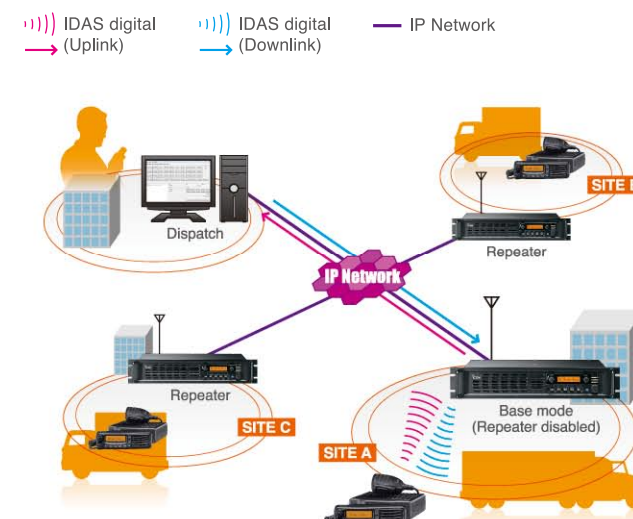 IDAS digital
(Uplink)
IDAS digital
(Downlink)
IP Network
Dispatch
SITE B
Repeater
IP Network
Repeater
SITE C
Base mode
(Repeater disabled)
SITE A